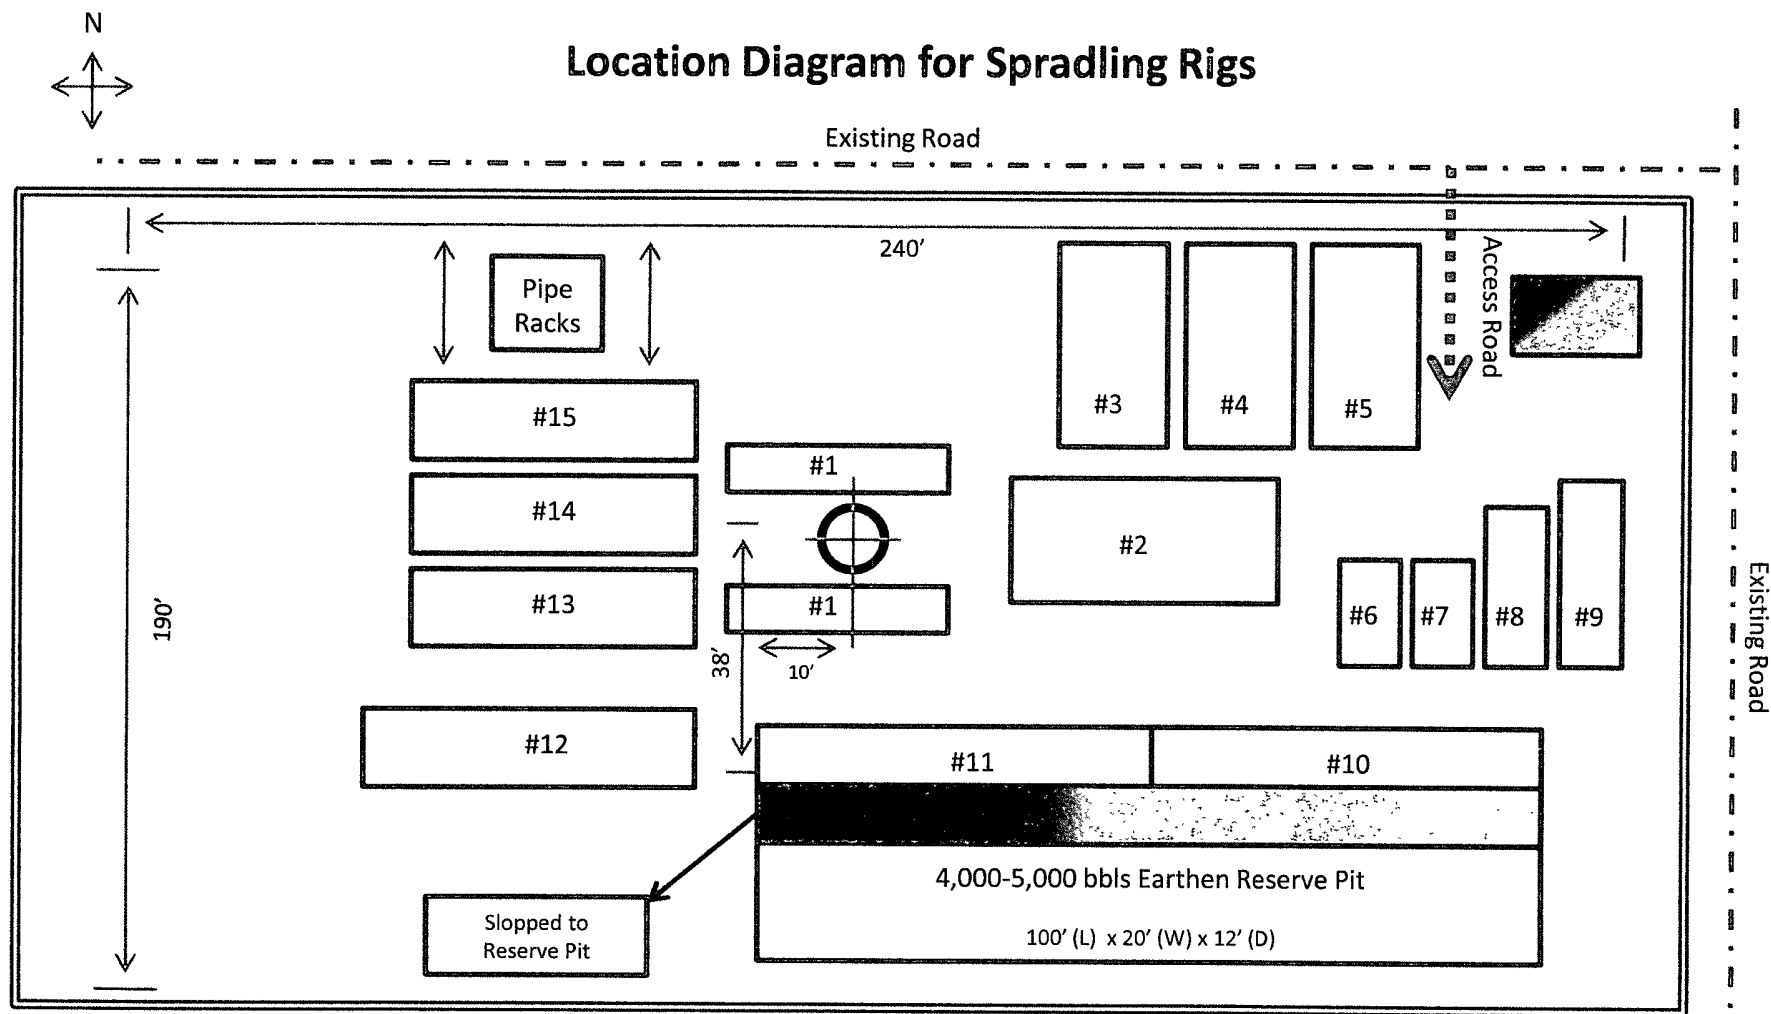 N
Location Diagram for Spradling Rigs
Existing Road
240'
Access Road
Pipe
Racks
#3
#4
#5
#15
#1
#14
#2
#13
#1
#6
#7
#8
#9
190'
38'
10'
Existing Road
#12
#11
#10
4,000-5,000 bbls Earthen Reserve Pit
Slopped to
Reserve Pit
100' (L) x 20' (W) x 12' (D)